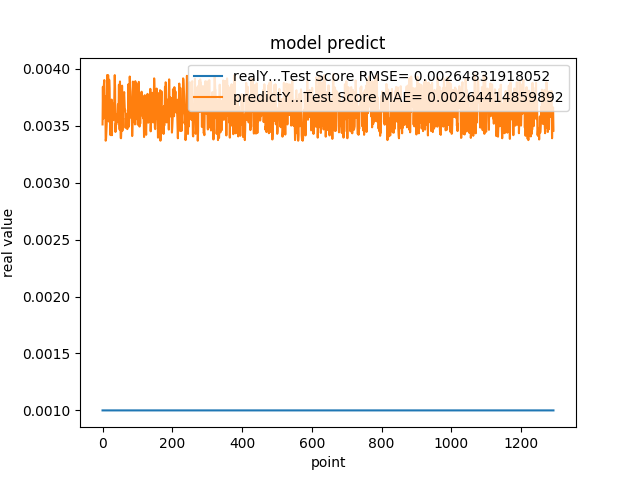 model predict
realY...Test Score RMSE= 0.00264831918052
predictY...Test Score MAE= 0.00264414859892
0.0040
0.0035
0.0030
0.0025
0.0020
0.0015
0.0010
real value
0 200 400 600 800 1000 1200
point